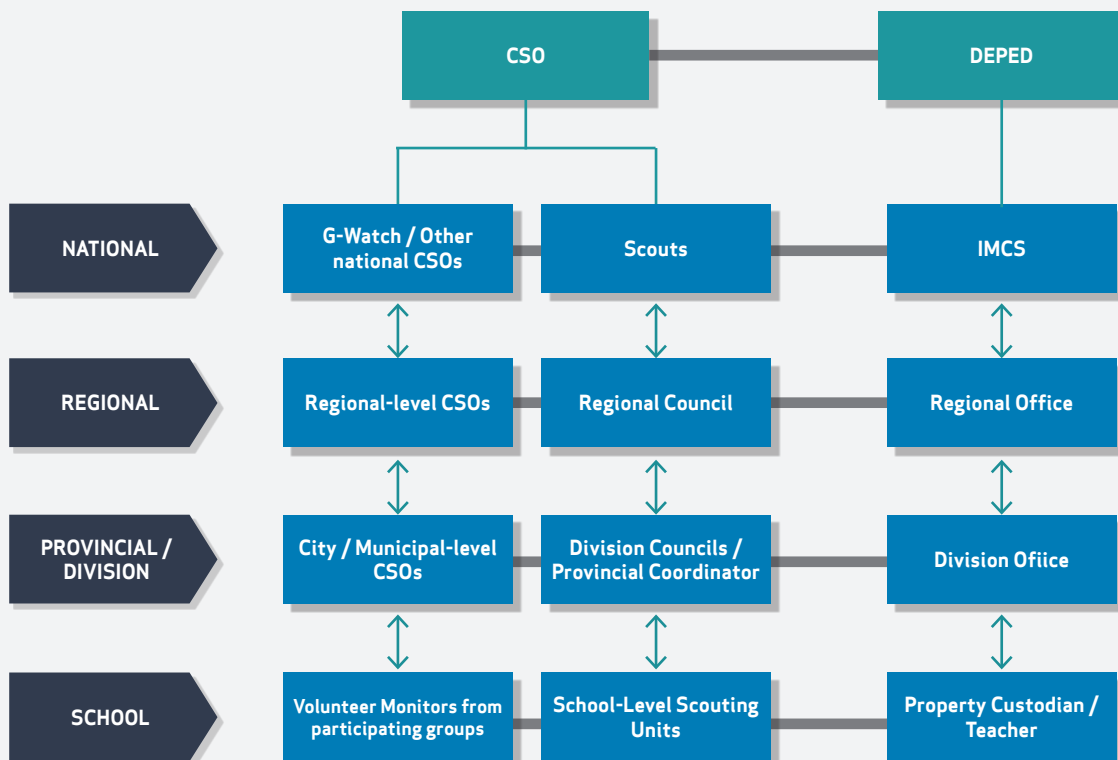 CSO
DEPED
NATIONAL
G-Watch / Other
national CSOs
Scouts
IMCS
REGIONAL
Regional-level CSOs
Regional Council
Regional Office
PROVINCIAL /
DIVISION
City / Municipal-level
CSOs
Division Councils /
Provincial Coordinator
Division Ofiice
SCHOOL
Volunteer Monitors from
participating groups
School-Level Scouting
Units
Property Custodian /
Teacher